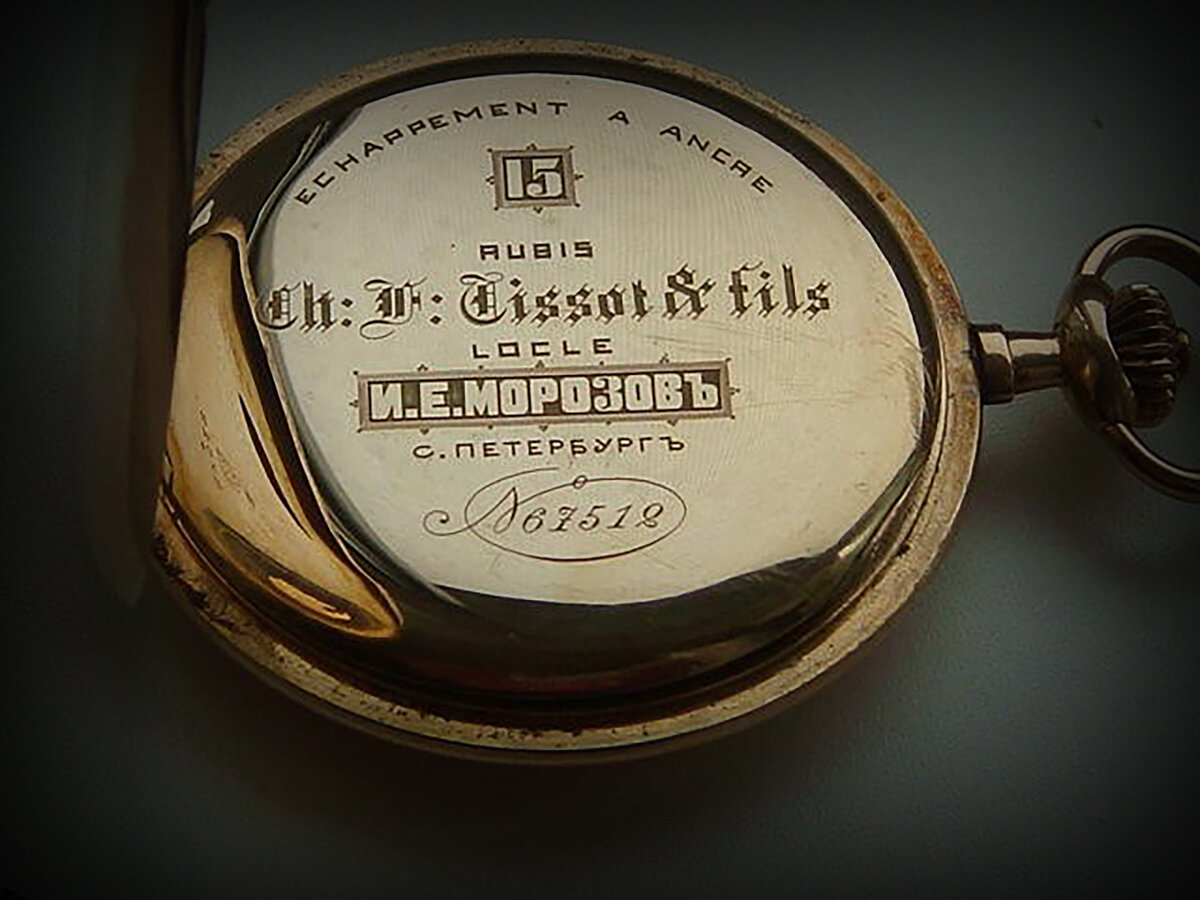 ECHAPPEMENT A ANCRE
15
RUBIS
Ch: F: Tissot & fils
LOCLE
И.Е.МОРОЗОВЪ
С.ПЕТЕРБУРГЪ
№67512